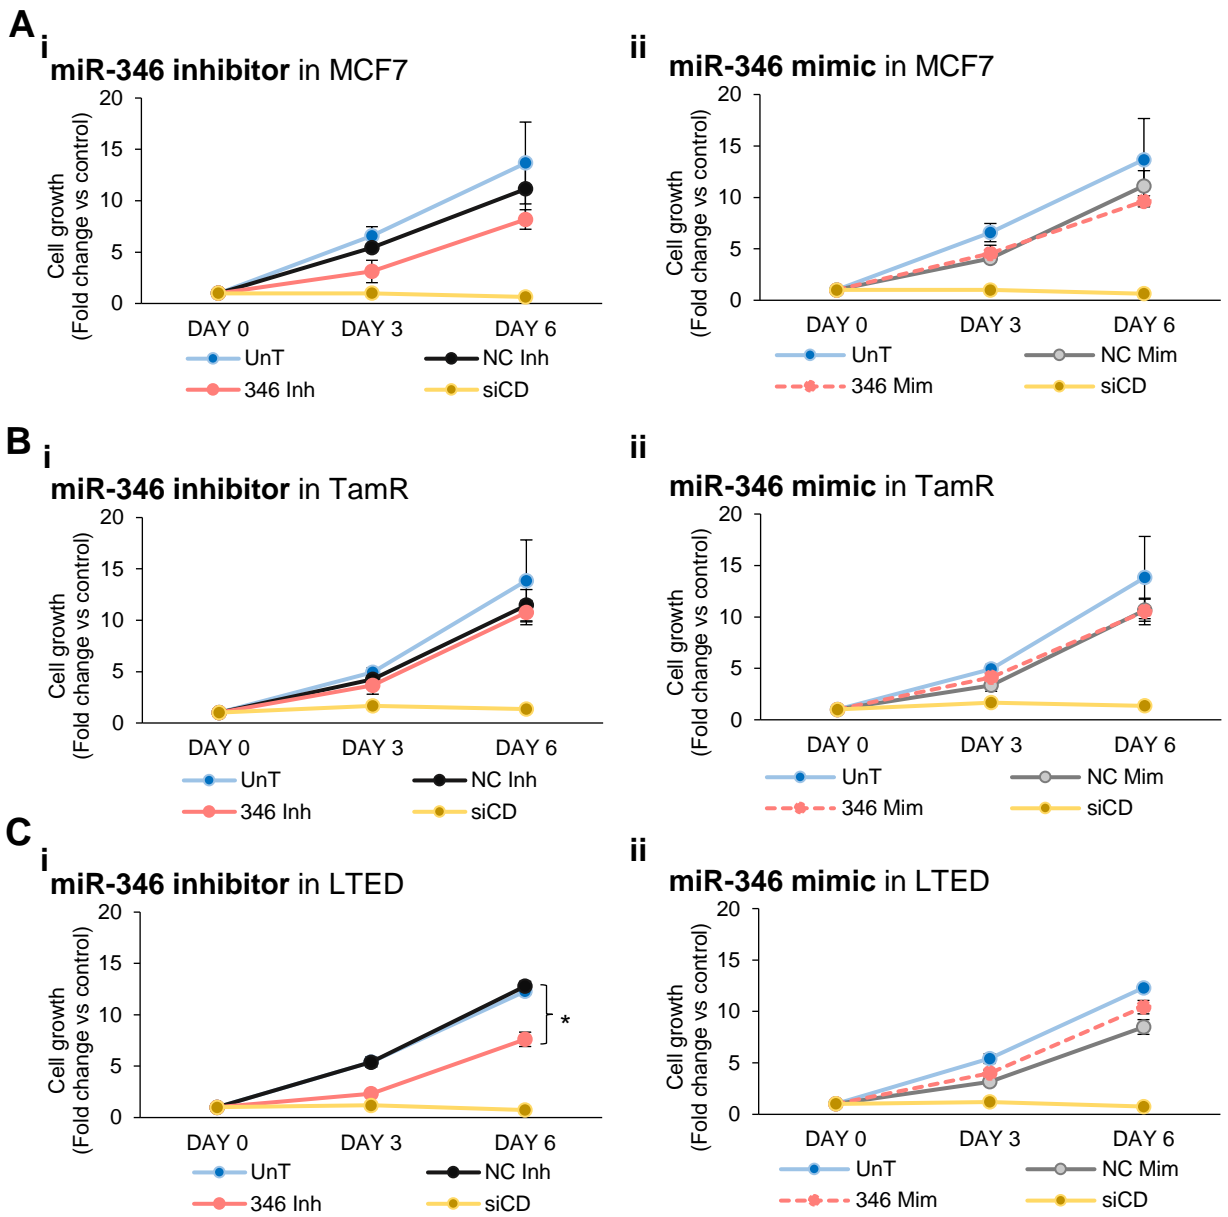 A
i
miR-346 inhibitor in MCF7
20
15
10
5
0
Cell growth
(Fold change vs control)
DAY 0 DAY 3 DAY 6
UnT NC Inh
346 Inh siCD
ii
miR-346 mimic in MCF7
20
15
10
5
0
Cell growth
(Fold change vs control)
DAY 0 DAY 3 DAY 6
UnT NC Mim
346 Mim siCD
B
i
miR-346 inhibitor in TamR
20
15
10
5
0
Cell growth
(Fold change vs control)
DAY 0 DAY 3 DAY 6
UnT NC Inh
346 Inh siCD
ii
miR-346 mimic in TamR
20
15
10
5
0
Cell growth
(Fold change vs control)
DAY 0 DAY 3 DAY 6
UnT NC Mim
346 Mim siCD
C
i
miR-346 inhibitor in LTED
20
15
10
5
0
Cell growth
(Fold change vs control)
*
DAY 0 DAY 3 DAY 6
UnT NC Inh
346 Inh siCD
ii
miR-346 mimic in LTED
20
15
10
5
0
Cell growth
(Fold change vs control)
DAY 0 DAY 3 DAY 6
UnT NC Mim
346 Mim siCD